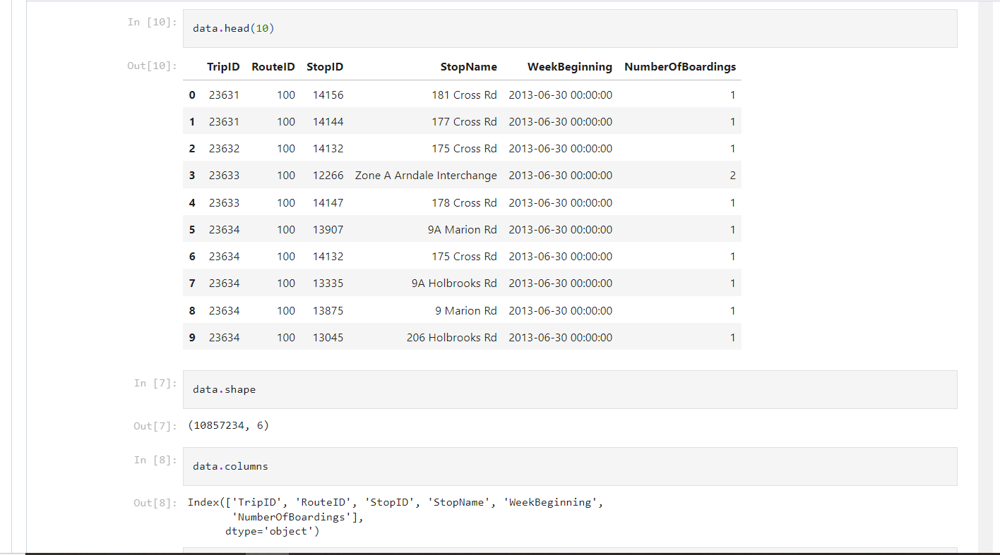 In [10]: data.head(10)
Out[10]: TripID RouteID StopID StopName WeekBeginning NumberOfBoardings
0 23631 100 14156 181 Cross Rd 2013-06-30 00:00:00 1
1 23631 100 14144 177 Cross Rd 2013-06-30 00:00:00 1
2 23632 100 14132 175 Cross Rd 2013-06-30 00:00:00 1
3 23633 100 12266 Zone A Arndale Interchange 2013-06-30 00:00:00 2
4 23633 100 14147 178 Cross Rd 2013-06-30 00:00:00 1
5 23634 100 13907 9A Marion Rd 2013-06-30 00:00:00 1
6 23634 100 14132 175 Cross Rd 2013-06-30 00:00:00 1
7 23634 100 13335 9A Holbrooks Rd 2013-06-30 00:00:00 1
8 23634 100 13875 9 Marion Rd 2013-06-30 00:00:00 1
9 23634 100 13045 206 Holbrooks Rd 2013-06-30 00:00:00 1
In [7]: data.shape
Out[7]: (10857234, 6)
In [8]: data.columns
Out[8]: Index(['TripID', 'RouteID', 'StopID', 'StopName', 'WeekBeginning',
'NumberOfBoardings'],
dtype='object')